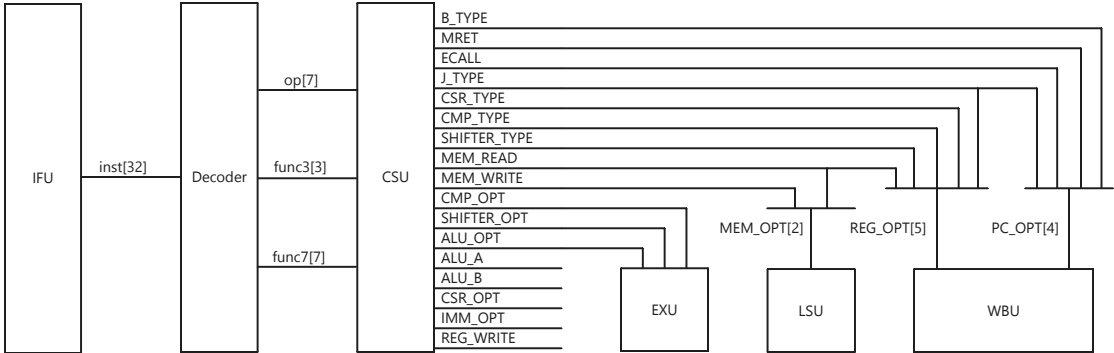 B_TYPE
MRET
ECALL
J_TYPE
CSR_TYPE
CMP_TYPE
SHIFTER_TYPE
MEM_READ
MEM_WRITE
CMP_OPT
SHIFTER_OPT
ALU_OPT
ALU_A
ALU_B
CSR_OPT
IMM_OPT
REG_WRITE
op[7]
inst[32]
func3[3]
func7[7]
IFU
Decoder
CSU
MEM_OPT[2]
REG_OPT[5]
PC_OPT[4]
EXU
LSU
WBU